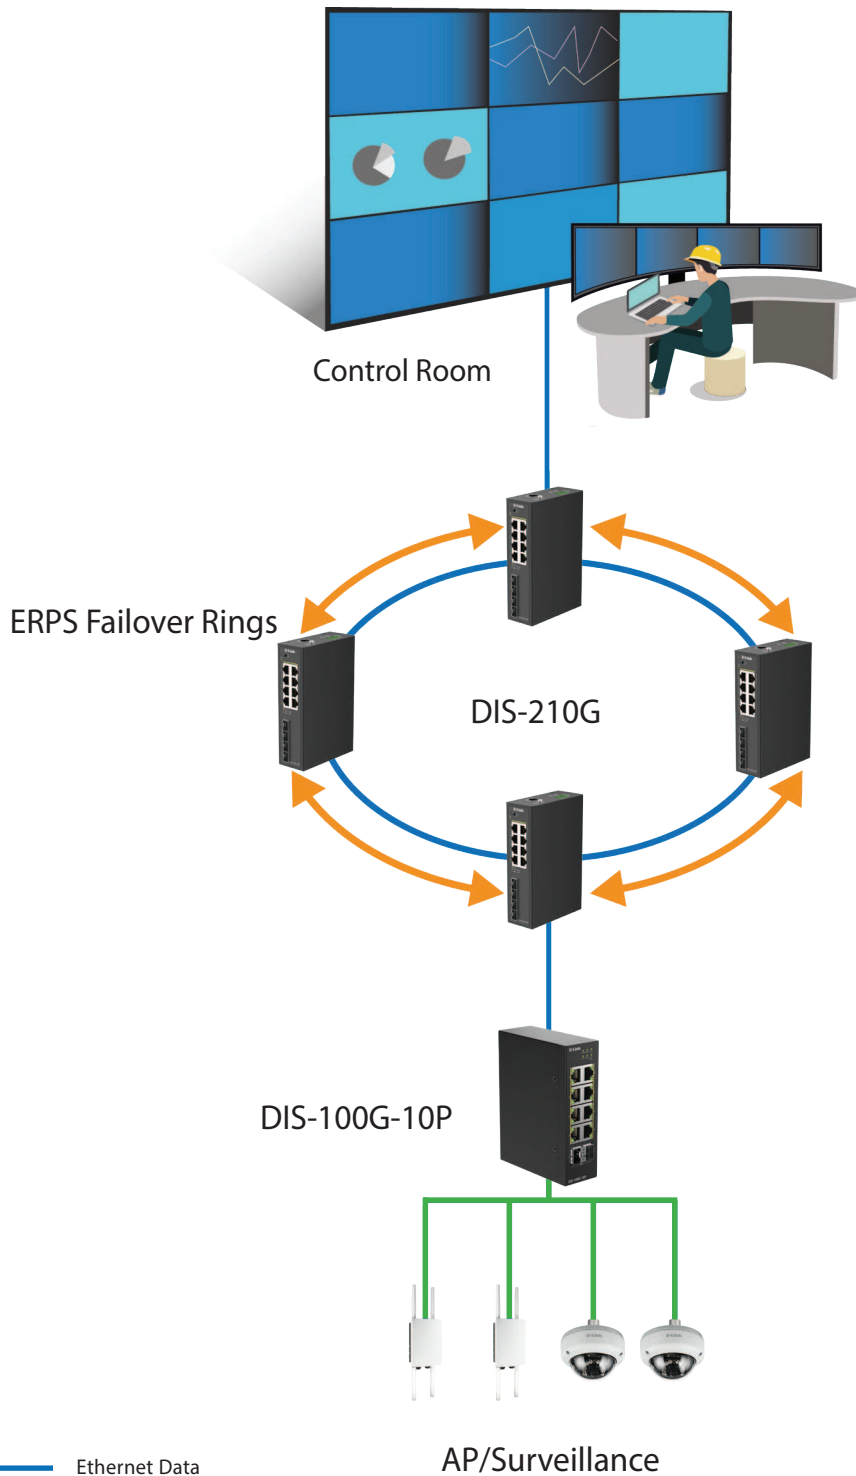 Control Room
ERPS Failover Rings
DIS-210G
DIS-100G-10P
AP/Surveillance
Ethernet Data